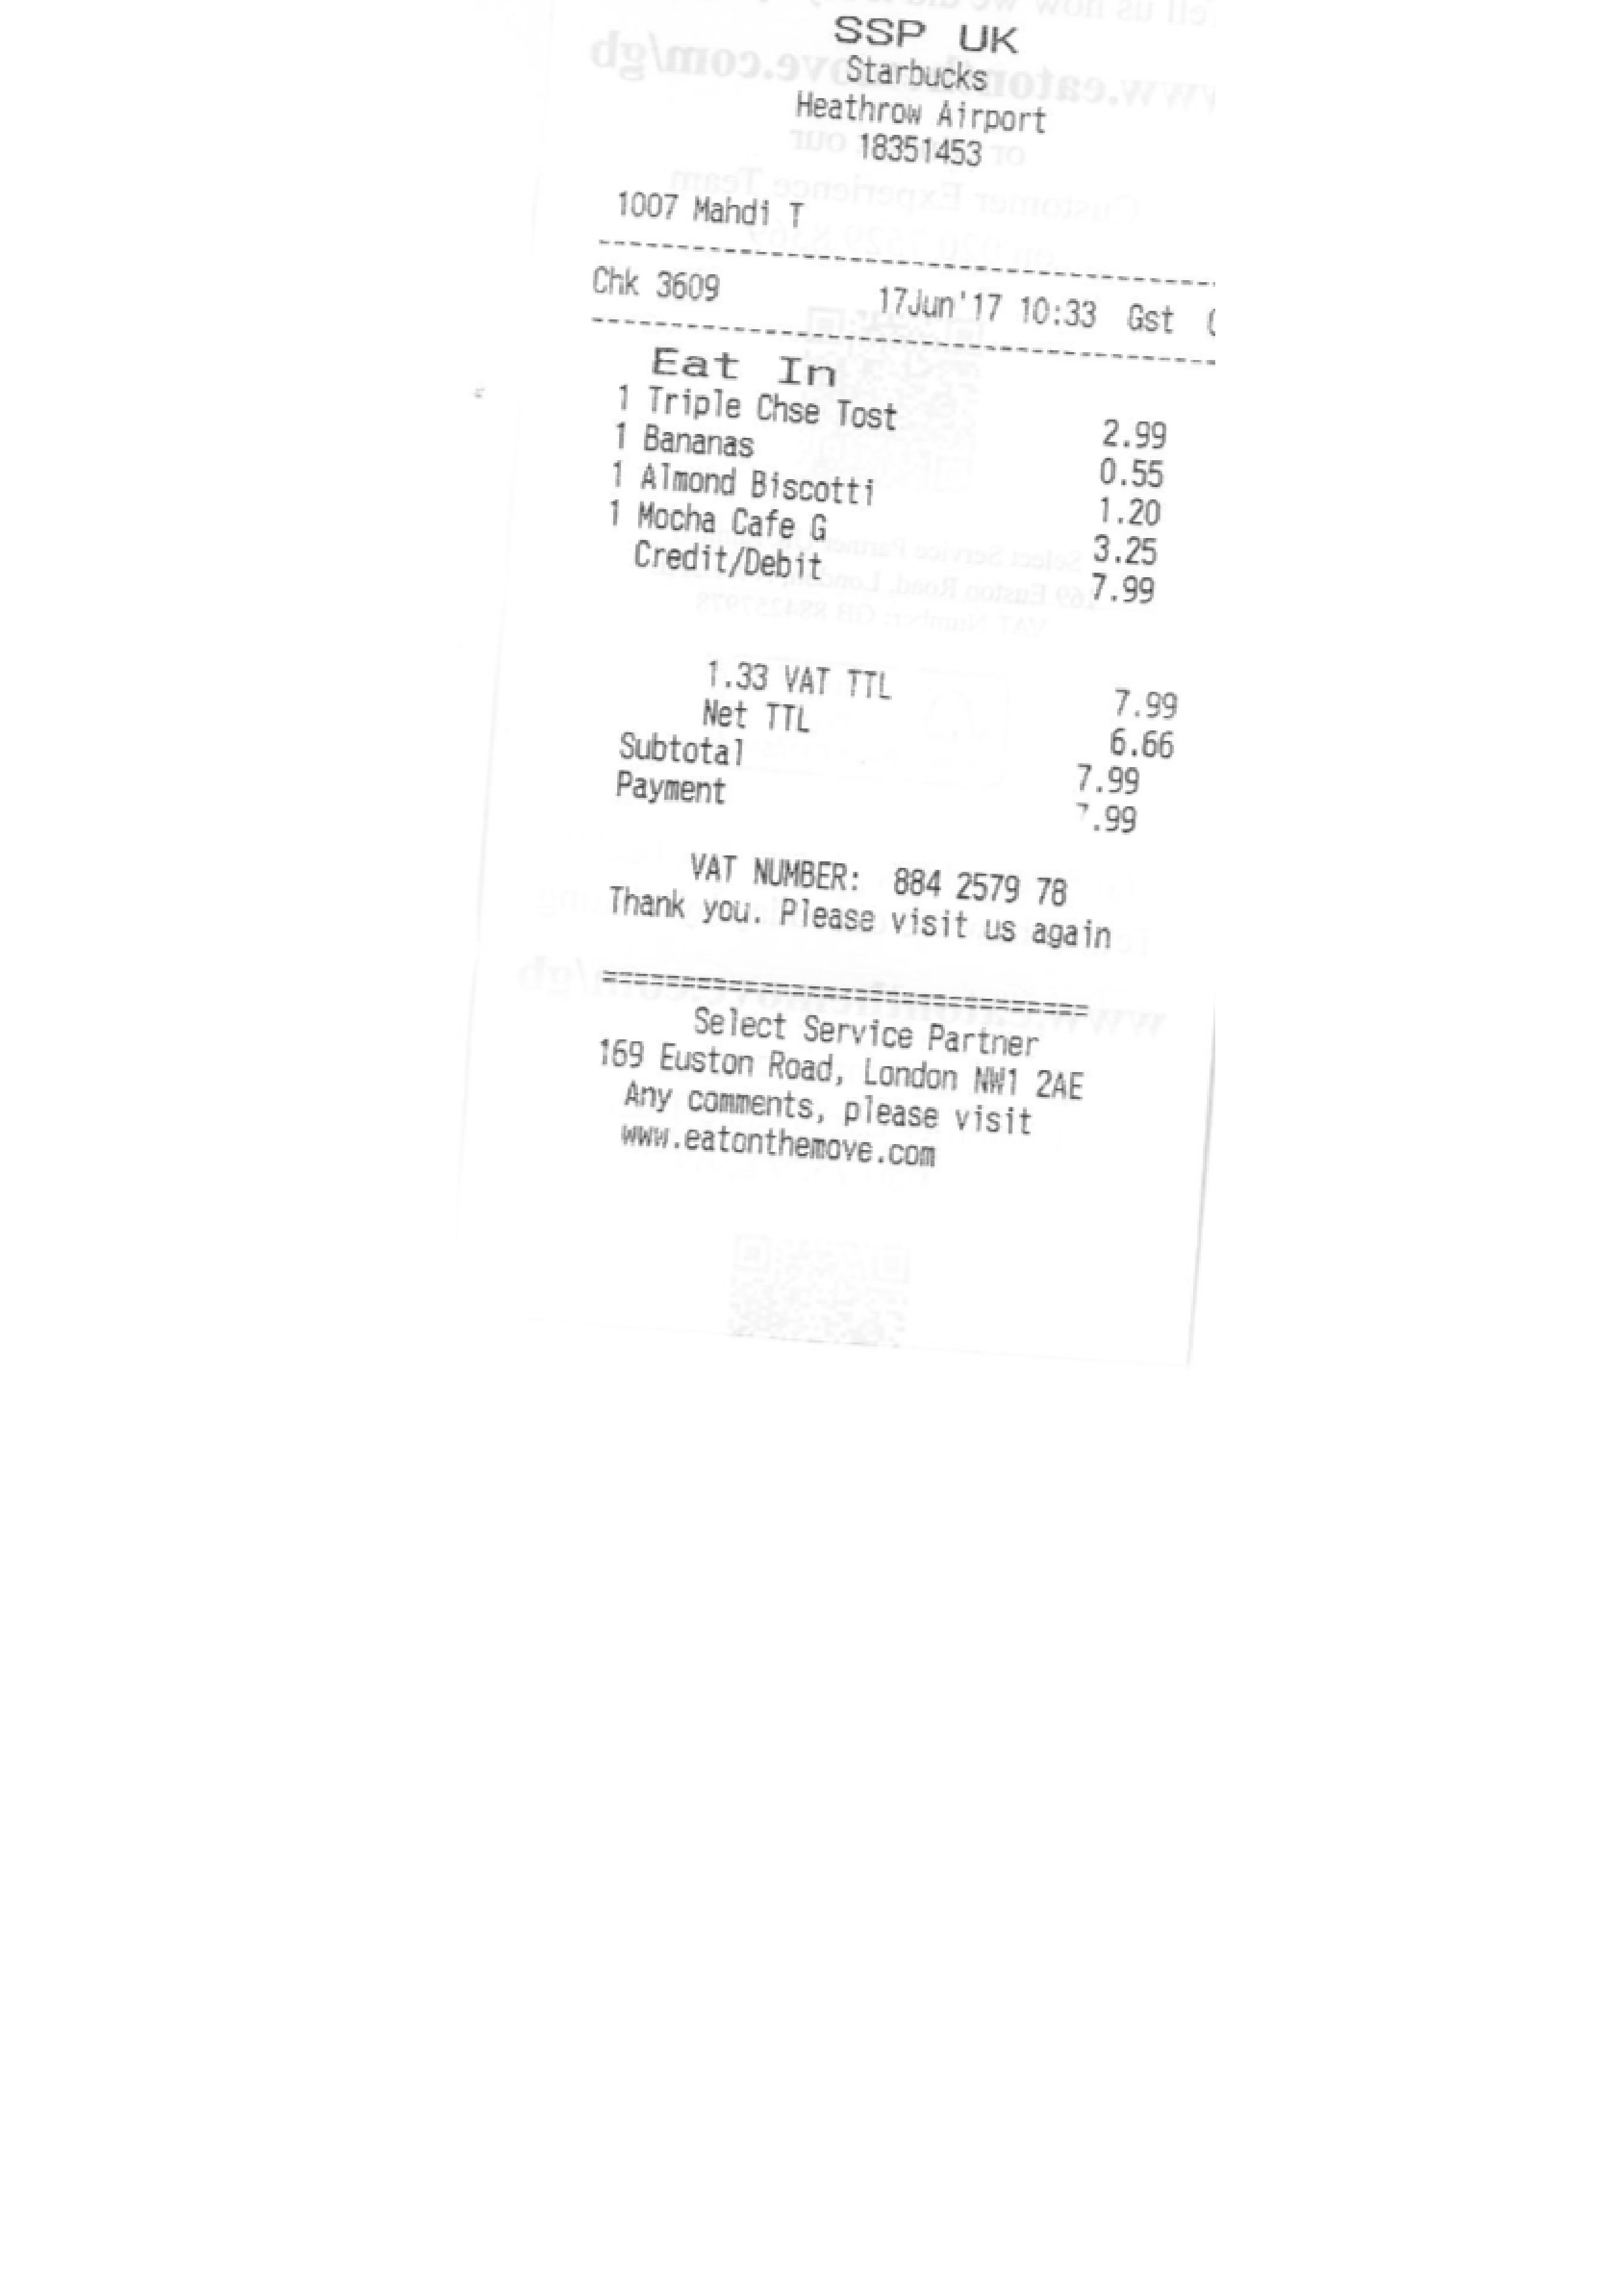 SSP UK
Starbucks
Heathrow Airport
18351453
1007 Mahdi T
Chk 3609 17Jun'17 10:33 Gst
Eat In
1 Triple Chse Tost 2.99
1 Bananas 0.55
1 Almond Biscotti 1.20
1 Mocha Cafe G 3.25
Credit/Debit 7.99
1.33 VAT TTL 7.99
Net TTL 6.66
Subtotal 7.99
Payment 7.99
VAT NUMBER: 884 2579 78
Thank you. Please visit us again
==============================
Select Service Partner
169 Euston Road, London NW1 2AE
Any comments, please visit
www.eatonthemove.com